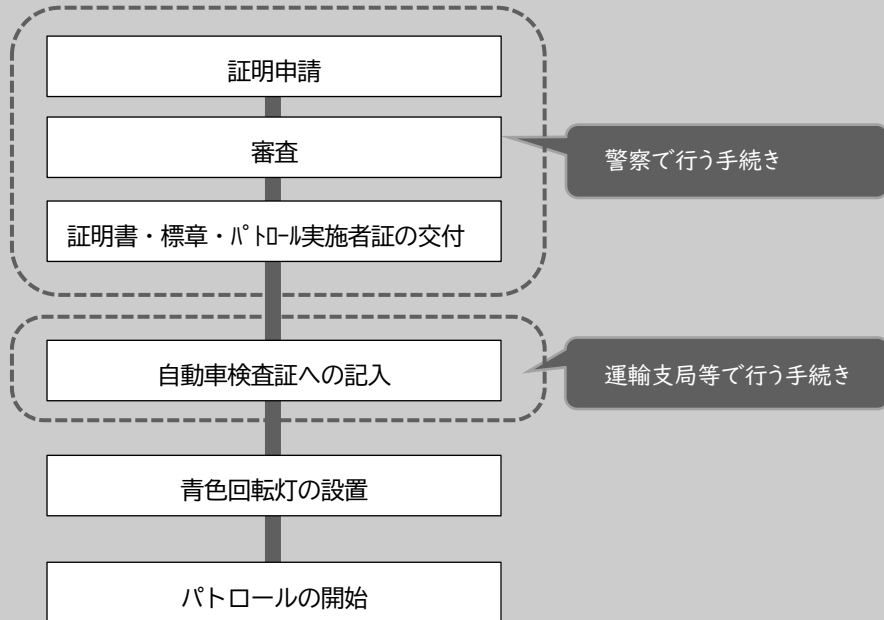 証明申請
審査
警察で行う手続き
証明書・標章・ﾊﾟﾄﾛｰﾙ実施者証の交付
自動車検査証への記入
運輸支局等で行う手続き
青色回転灯の設置
パトロールの開始